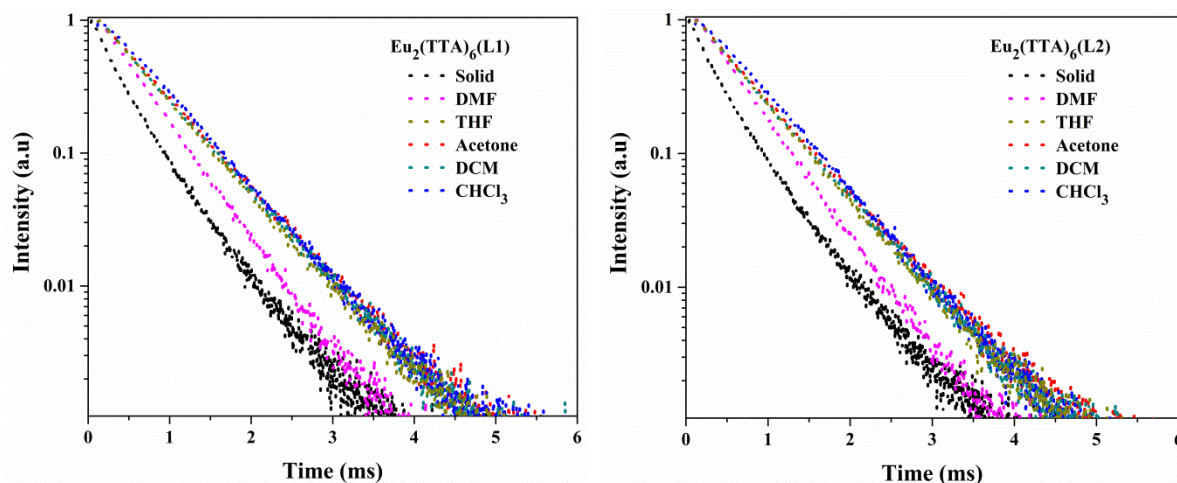 Eu2(TTA)6(L1)
Solid
DMF
THF
Acetone
DCM
CHCl3
Intensity (a.u)
1
0.1
0.01
0 1 2 3 4 5 6
Time (ms)
Eu2(TTA)6(L2)
Solid
DMF
THF
Acetone
DCM
CHCl3
Intensity (a.u)
1
0.1
0.01
0 1 2 3 4 5 6
Time (ms)